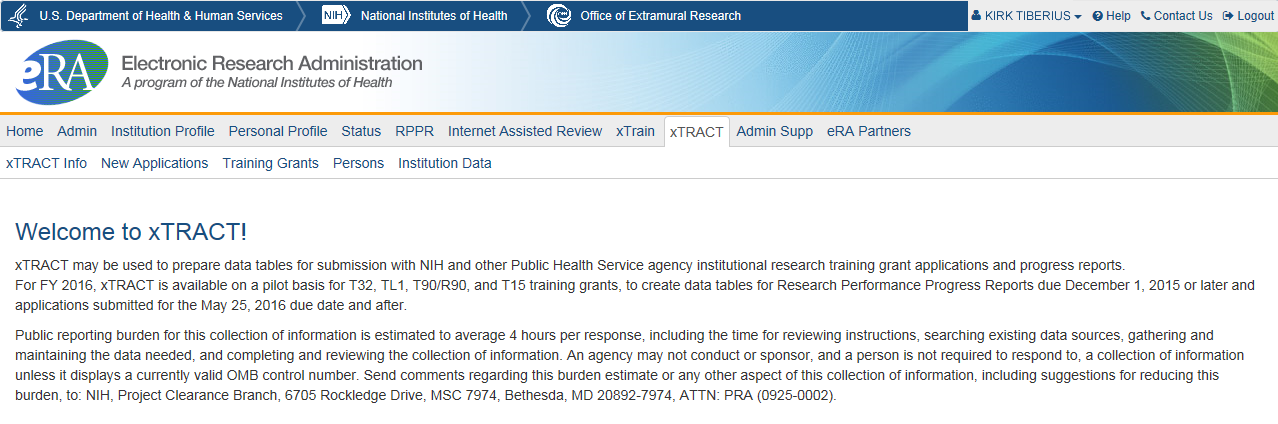 U.S. Department of Health & Human Services NIH National Institutes of Health Office of Extramural Research KIRK TIBERIUS Help Contact Us Logout
eRA Electronic Research Administration
A program of the National Institutes of Health
Home Admin Institution Profile Personal Profile Status RPPR Internet Assisted Review xTrain xTRACT Admin Supp eRA Partners
xTRACT Info New Applications Training Grants Persons Institution Data
Welcome to xTRACT!
xTRACT may be used to prepare data tables for submission with NIH and other Public Health Service agency institutional research training grant applications and progress reports.
For FY 2016, xTRACT is available on a pilot basis for T32, TL1, T90/R90, and T15 training grants, to create data tables for Research Performance Progress Reports due December 1, 2015 or later and
applications submitted for the May 25, 2016 due date and after.
Public reporting burden for this collection of information is estimated to average 4 hours per response, including the time for reviewing instructions, searching existing data sources, gathering and
maintaining the data needed, and completing and reviewing the collection of information. An agency may not conduct or sponsor, and a person is not required to respond to, a collection of information
unless it displays a currently valid OMB control number. Send comments regarding this burden estimate or any other aspect of this collection of information, including suggestions for reducing this
burden, to: NIH, Project Clearance Branch, 6705 Rockledge Drive, MSC 7974, Bethesda, MD 20892-7974, ATTN: PRA (0925-0002).